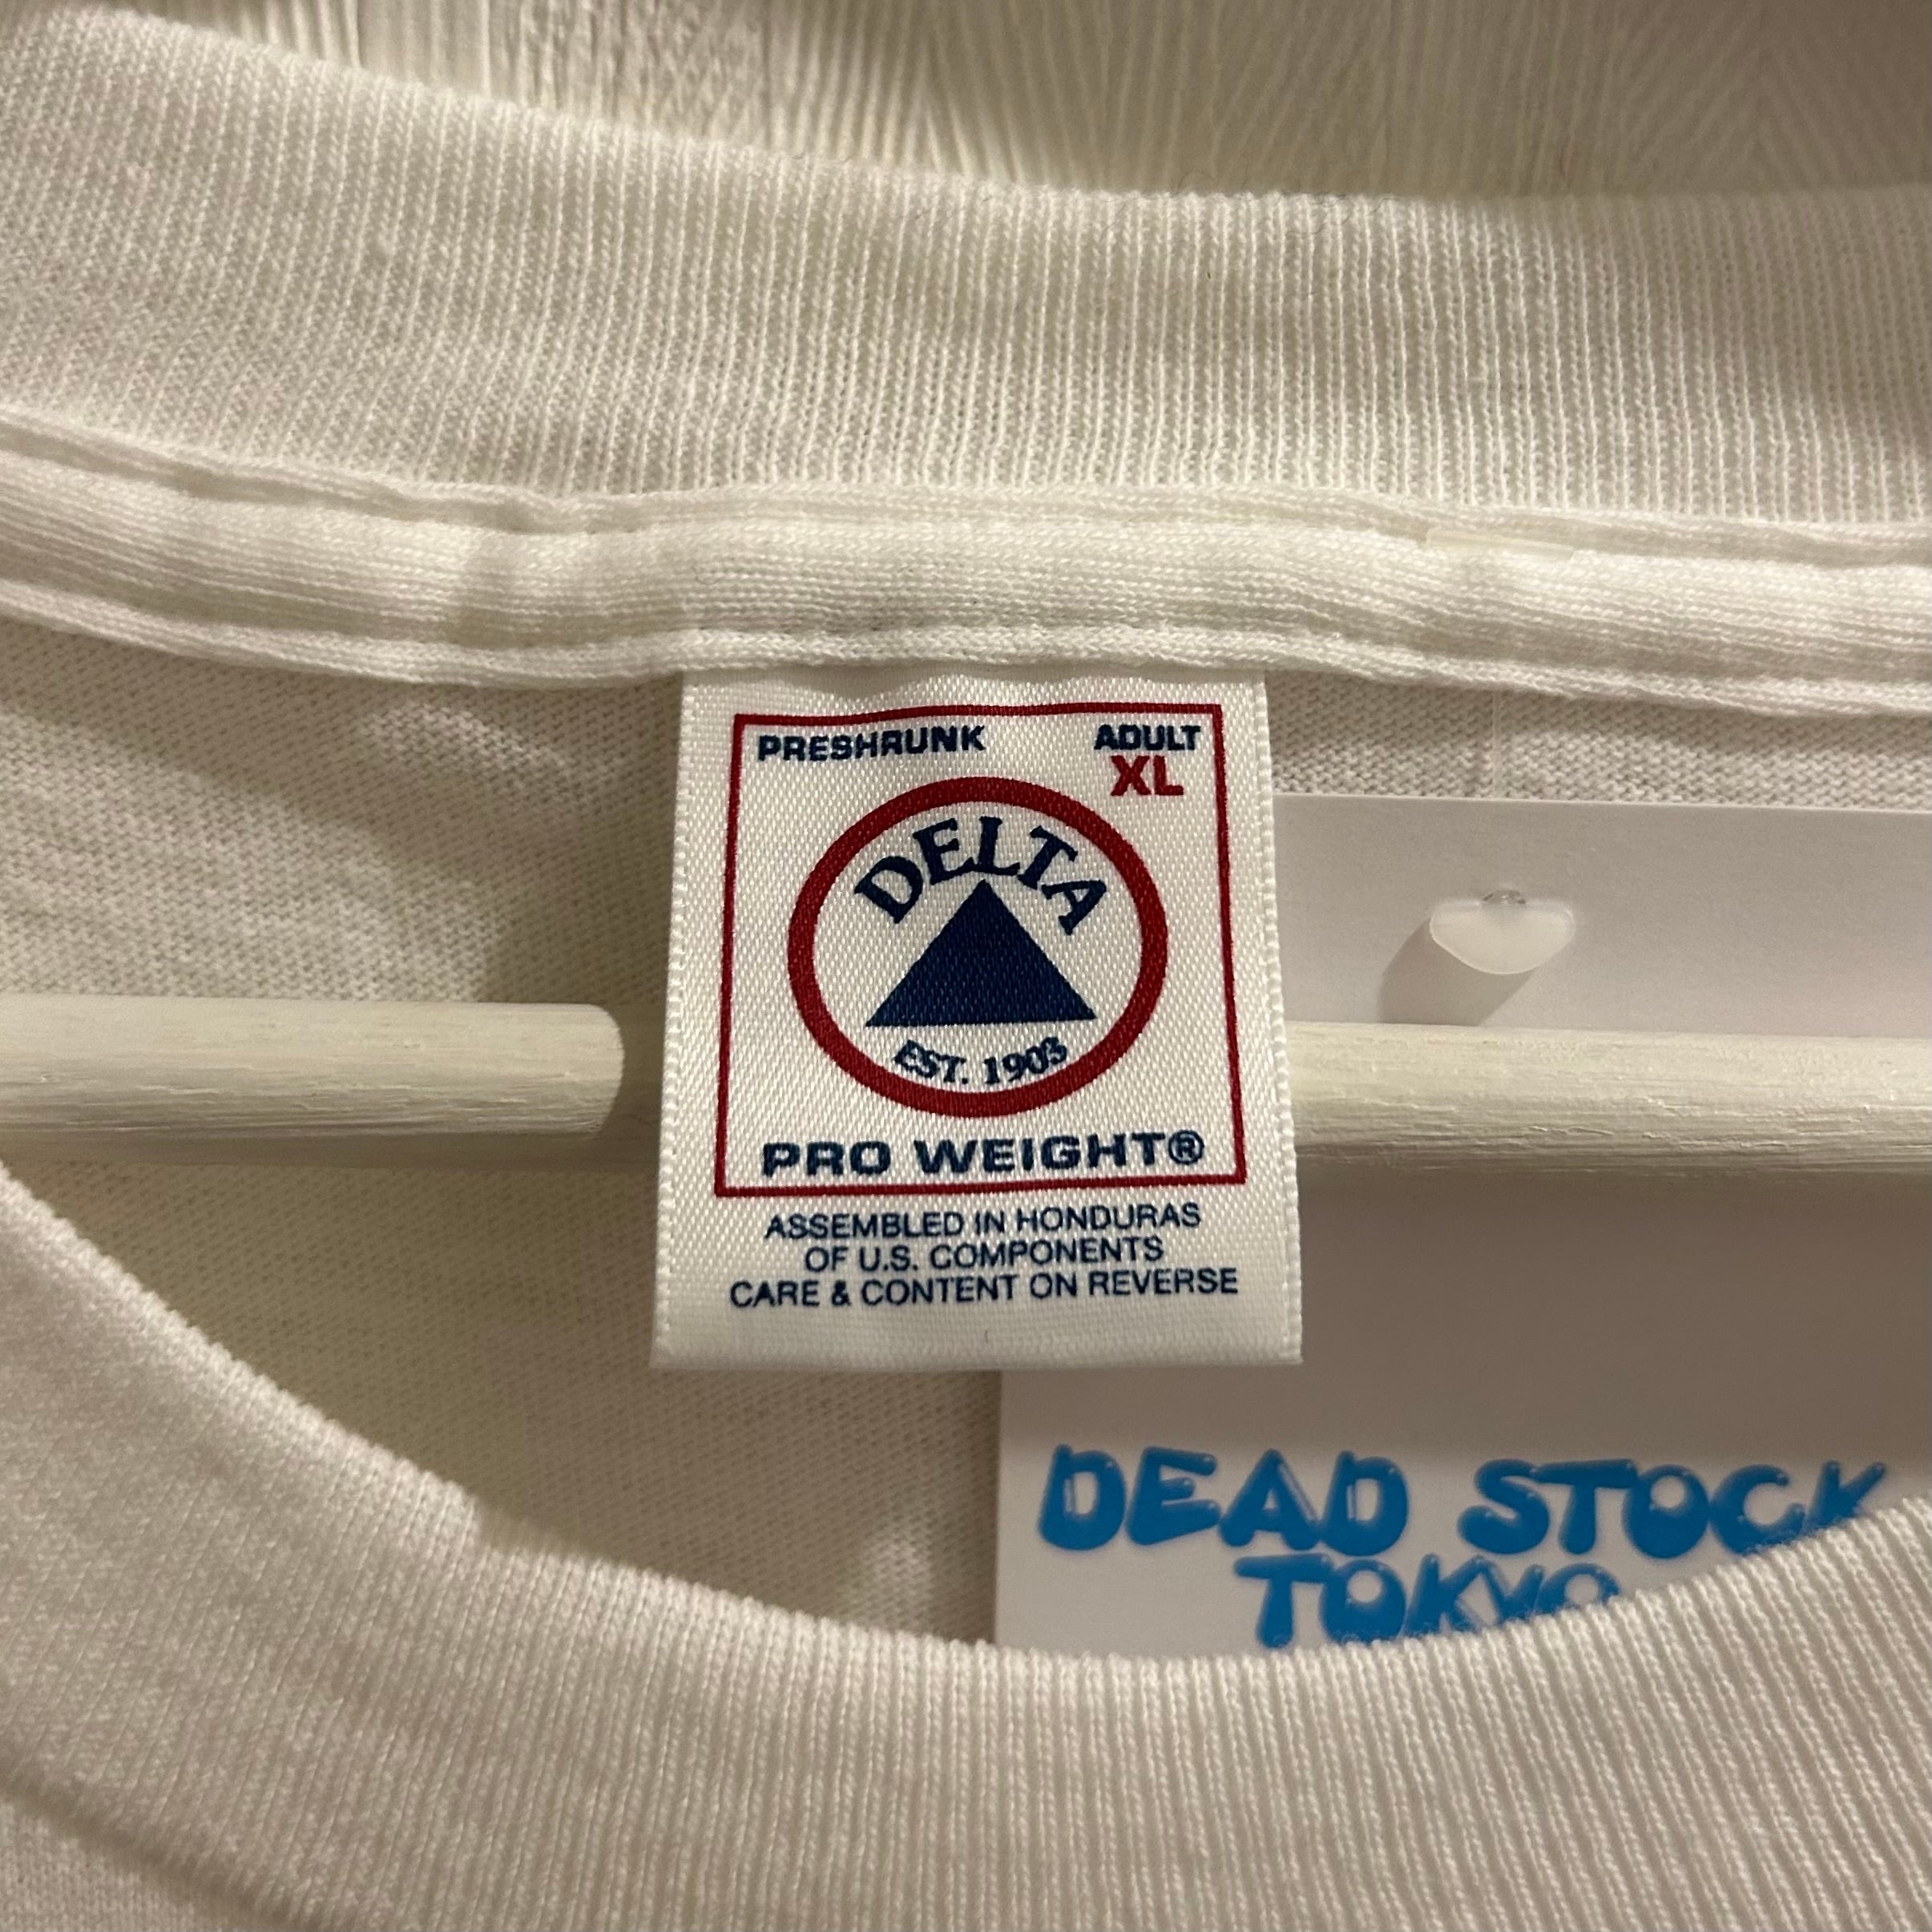 PRESHRUNK
ADULT
XL
DELTA
EST. 1903
PRO WEIGHT®
ASSEMBLED IN HONDURAS
OF U.S. COMPONENTS
CARE & CONTENT ON REVERSE
DEAD STOCK
TOKYO